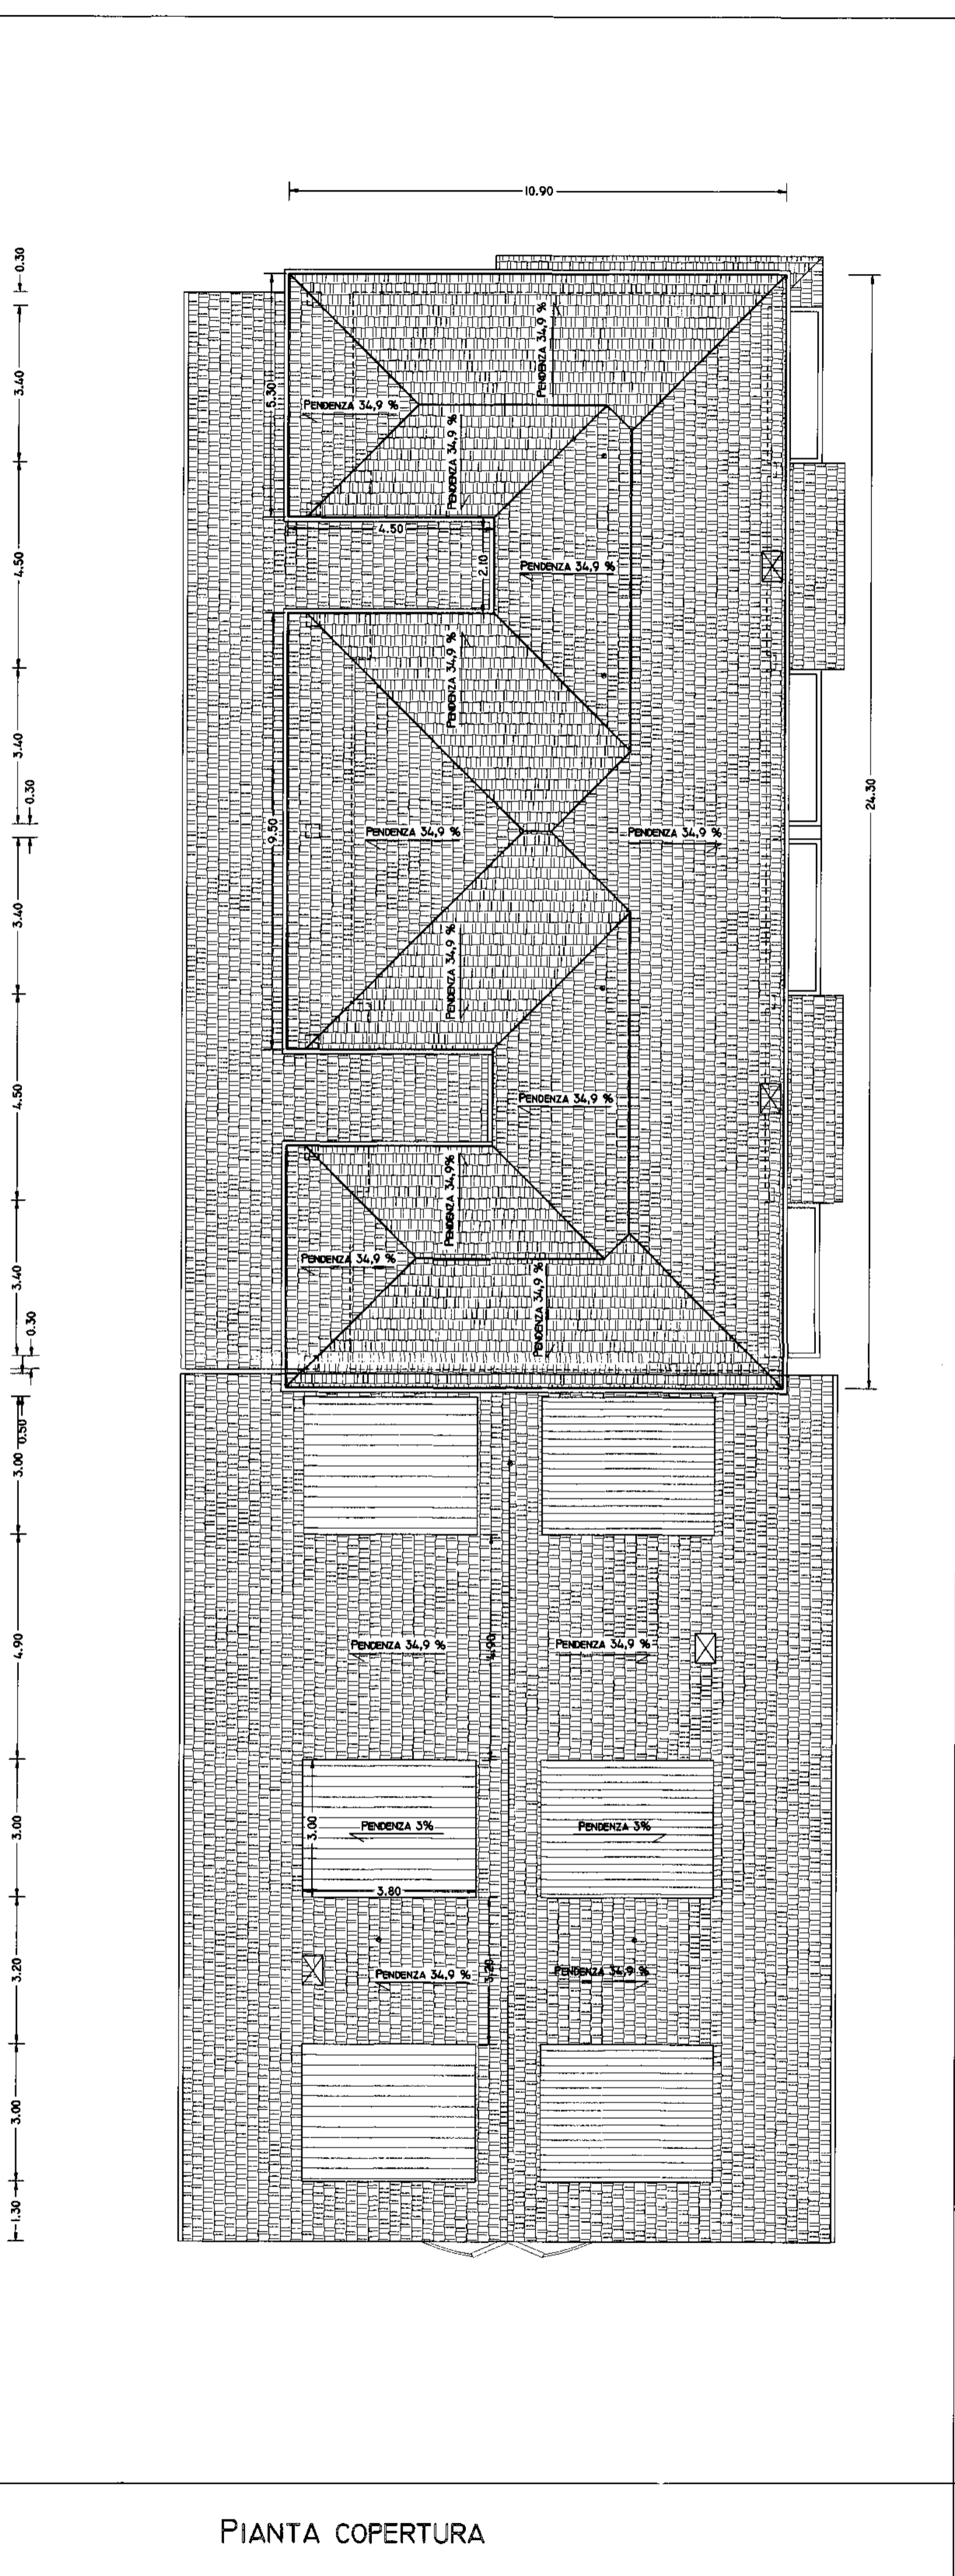 10.90
0.30
3.40
4.50
3.40
0.30
3.40
4.50
3.40
0.30
0.50
3.00
4.90
3.00
3.20
3.00
1.30
5.30
PENDENZA 34,9 %
PENDENZA 34,9 %
PENDENZA 34,9 %
4.50
2.10
PENDENZA 34,9 %
PENDENZA 34,9 %
9.50
PENDENZA 34,9 %
PENDENZA 34,9 %
24.30
PENDENZA 34,9 %
PENDENZA 34,9 %
PENDENZA 34,9%
PENDENZA 34,9 %
PENDENZA 34,9 %
PENDENZA 34,9 %
4.90
PENDENZA 34,9 %
3.00
PENDENZA 3%
PENDENZA 3%
3.80
PENDENZA 34,9 %
3.20
PENDENZA 34,9 %
PIANTA COPERTURA